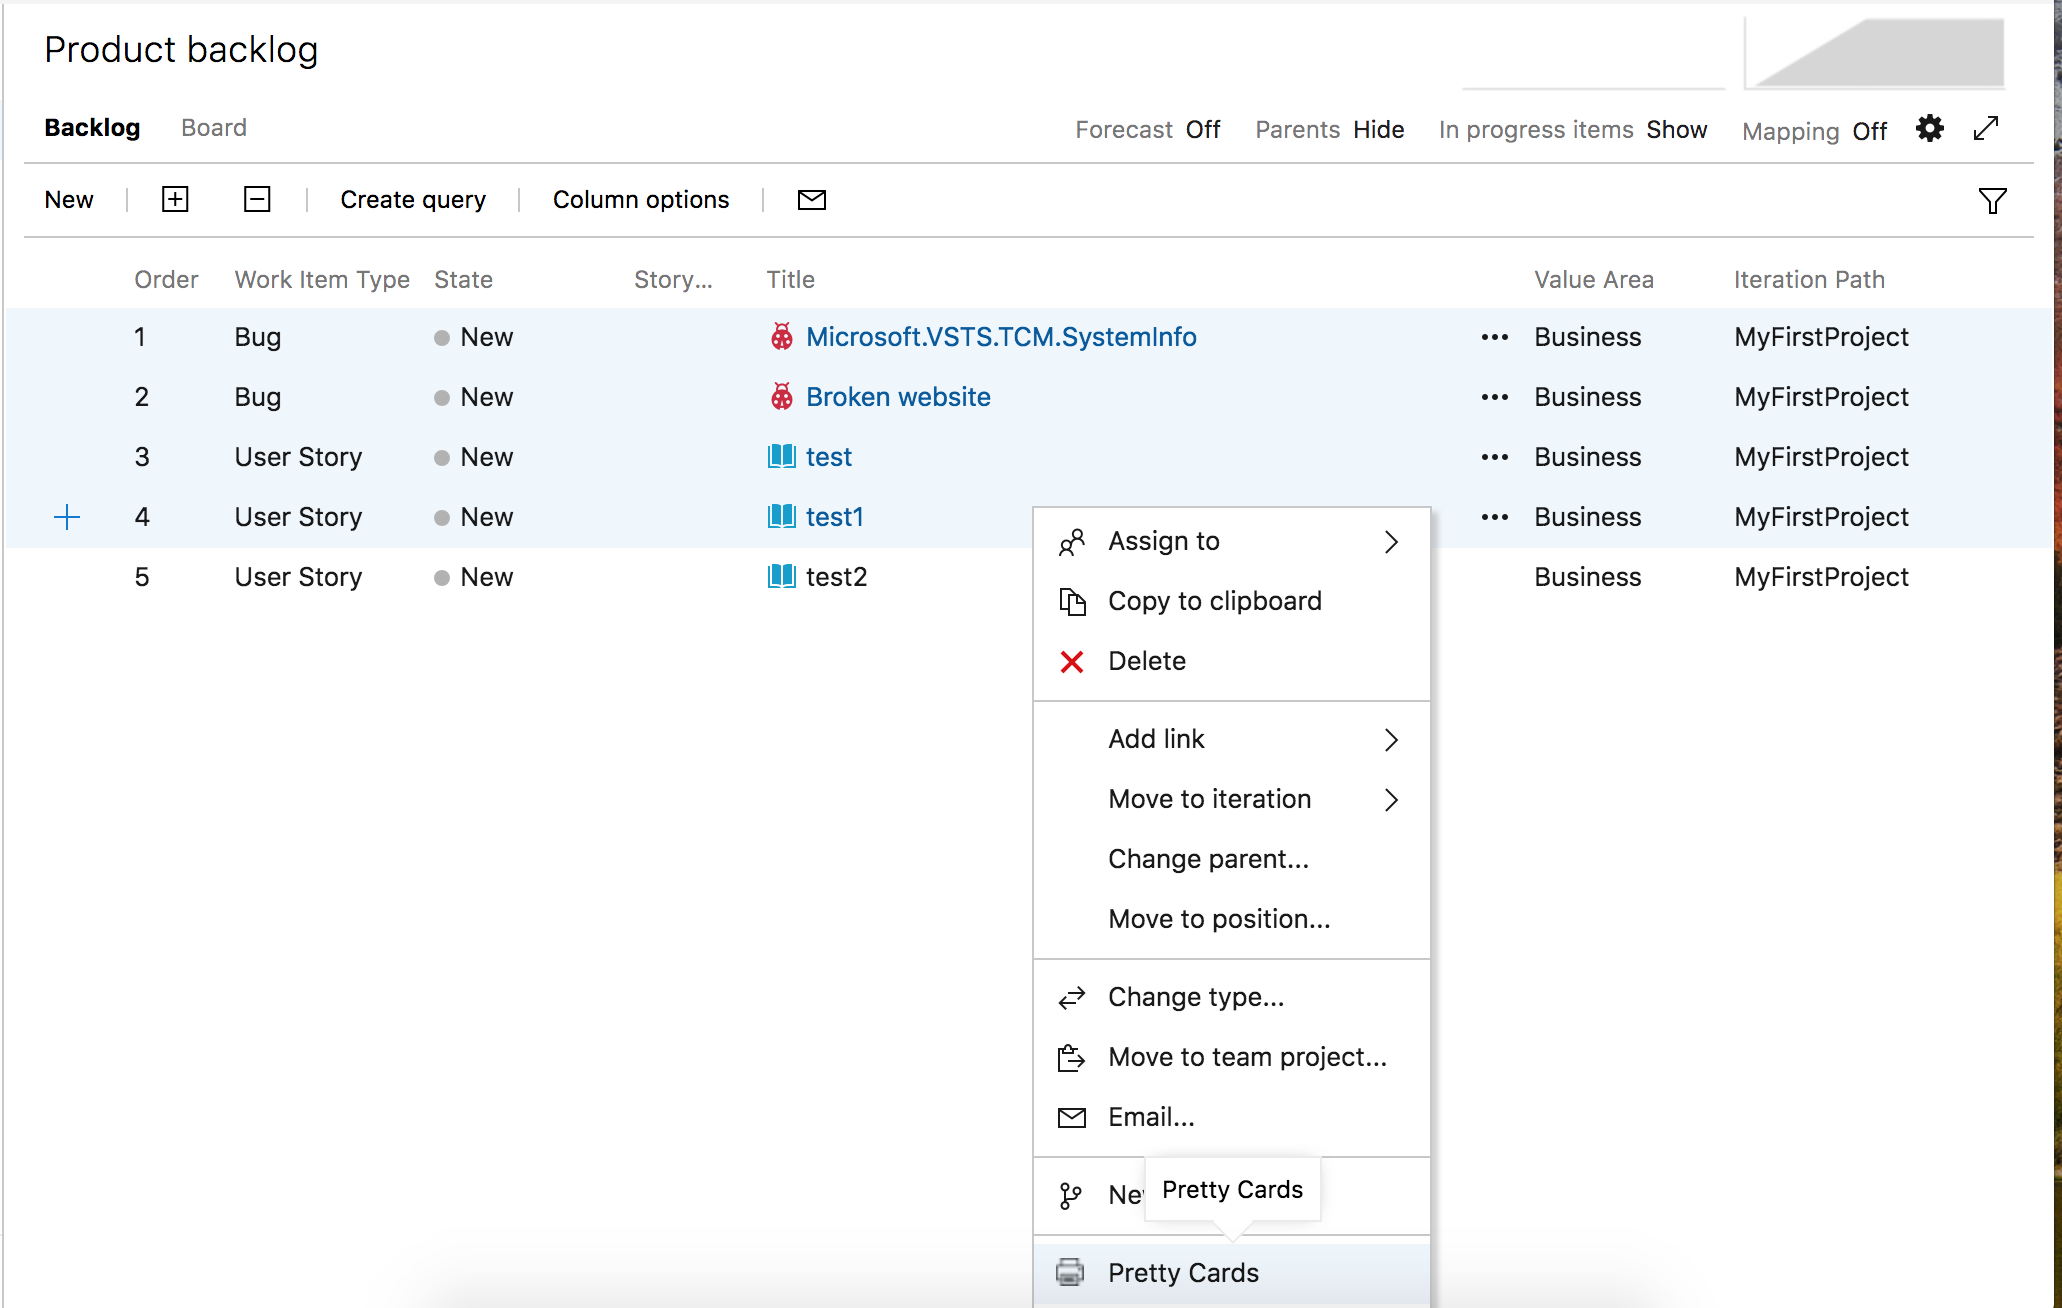 Product backlog
Backlog Board Forecast Off Parents Hide In progress items Show Mapping Off
New Create query Column options
Order Work Item Type State Story... Title Value Area Iteration Path
1 Bug New Microsoft.VSTS.TCM.SystemInfo ... Business MyFirstProject
2 Bug New Broken website ... Business MyFirstProject
3 User Story New test ... Business MyFirstProject
4 User Story New test1 ... Business MyFirstProject
5 User Story New test2 Business MyFirstProject
Assign to
Copy to clipboard
Delete
Add link
Move to iteration
Change parent...
Move to position...
Change type...
Move to team project...
Email...
Pretty Cards
Pretty Cards